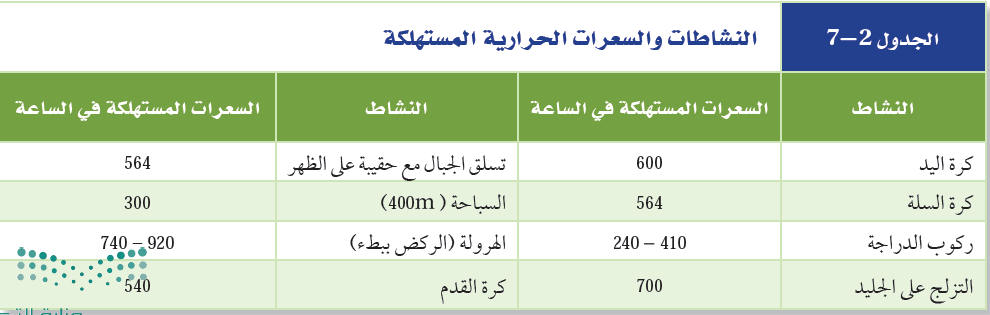 الجدول 2–7 النشاطات والسعرات الحرارية المستهلكة
النشاط السعرات المستهلكة في الساعة النشاط السعرات المستهلكة في الساعة
كرة اليد 600 تسلق الجبال مع حقيبة على الظهر 564
كرة السلة 564 السباحة (400m) 300
ركوب الدراجة 240 – 410 الهرولة (الركض ببطء) 740 – 920
التزلج على الجليد 700 كرة القدم 540